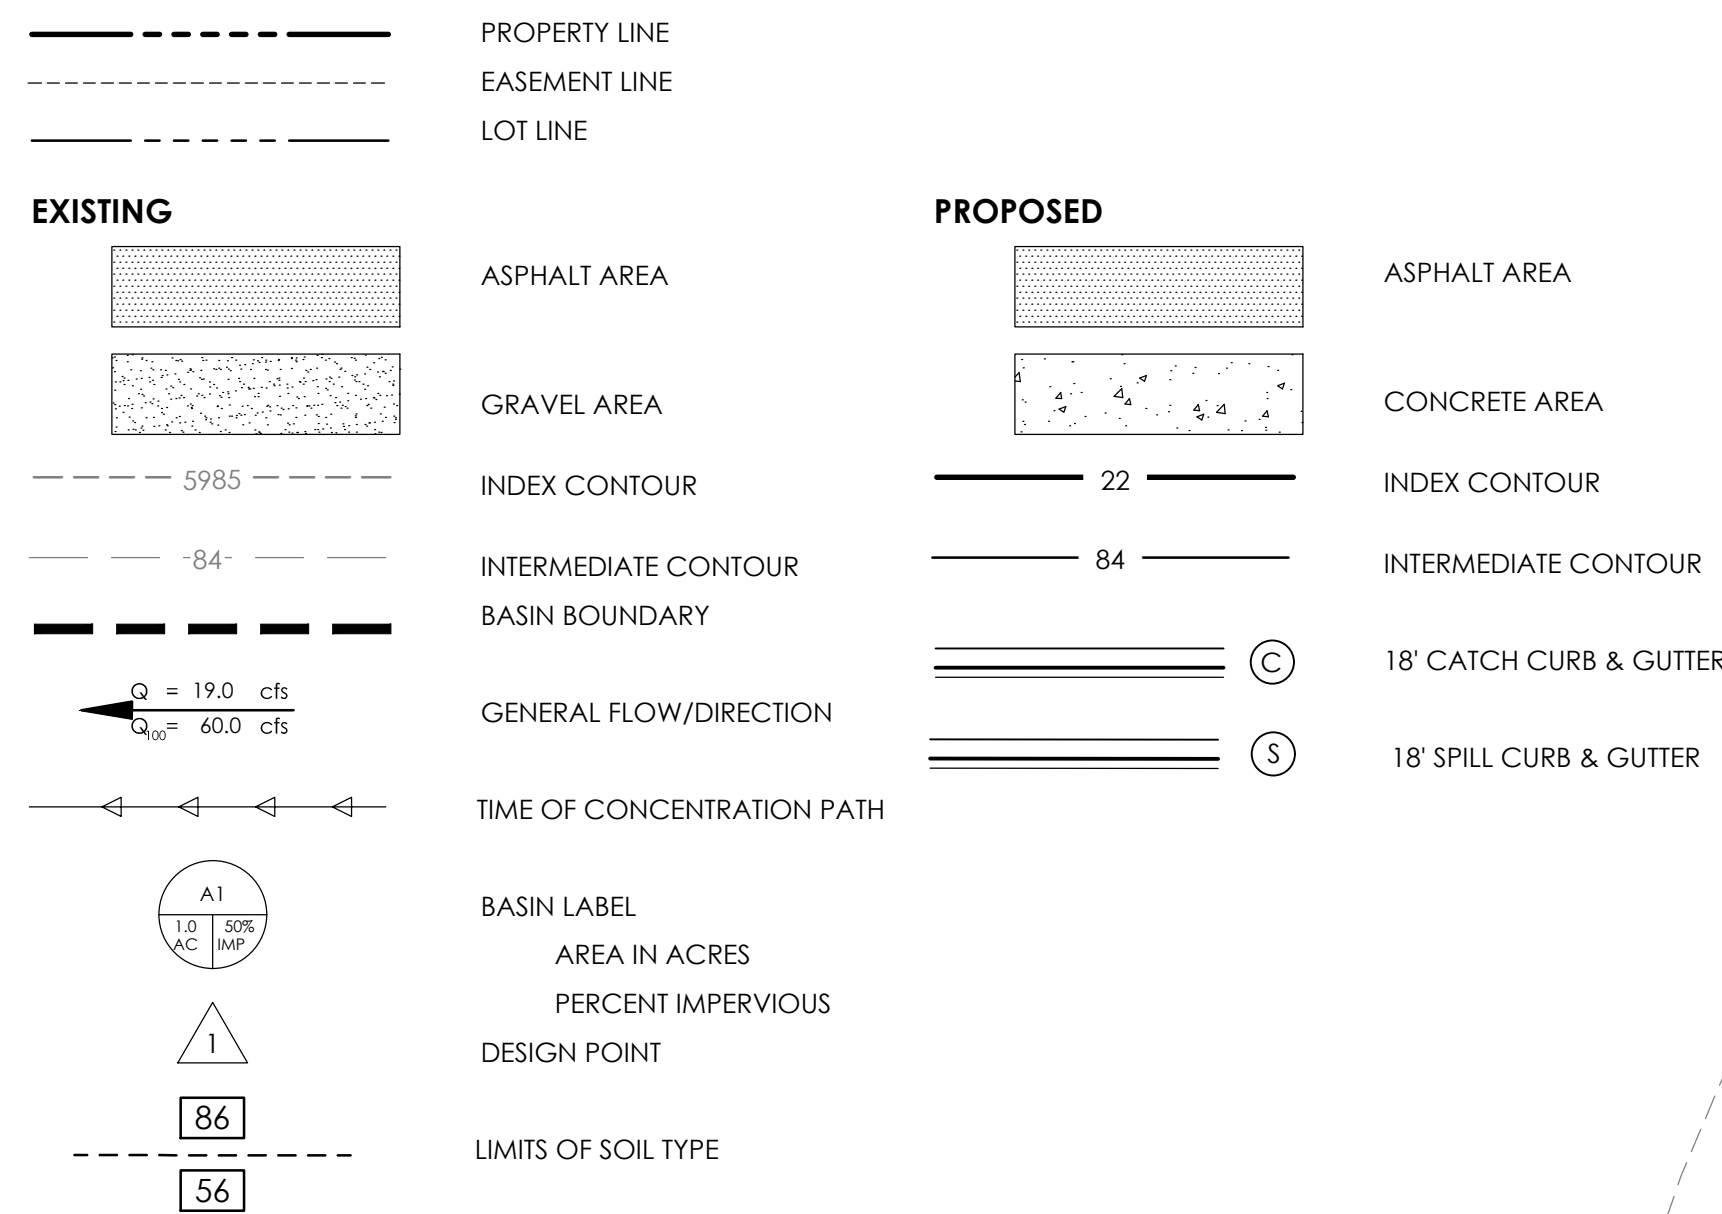 PROPERTY LINE
EASEMENT LINE
LOT LINE
EXISTING
ASPHALT AREA
GRAVEL AREA
5985 INDEX CONTOUR
84 INTERMEDIATE CONTOUR
BASIN BOUNDARY
Q = 19.0 cfs
Q100= 60.0 cfs
GENERAL FLOW/DIRECTION
TIME OF CONCENTRATION PATH
A1
1.0 50%
AC IMP
BASIN LABEL
AREA IN ACRES
PERCENT IMPERVIOUS
1
DESIGN POINT
86
LIMITS OF SOIL TYPE
56
PROPOSED
ASPHALT AREA
CONCRETE AREA
22 INDEX CONTOUR
84 INTERMEDIATE CONTOUR
C 18' CATCH CURB & GUTTER
S 18' SPILL CURB & GUTTER